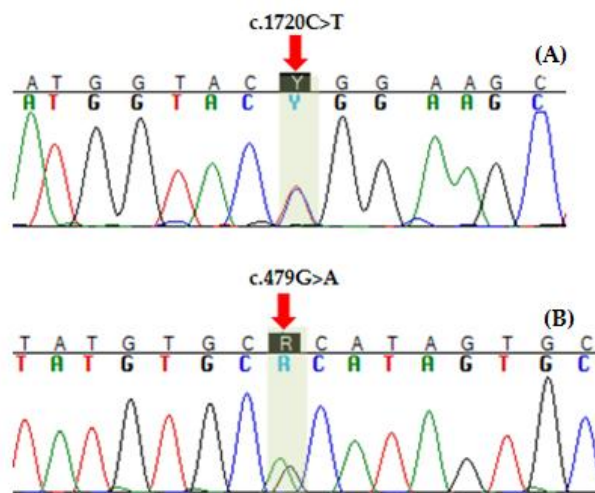 c.1720C>T
(A)
A T G G T A C Y G G A A G C
A T G G T A C Y G G A A G C
c.479G>A
(B)
T A T G T G C R C A T A G T G C
T A T G T G C R C A T A G T G C